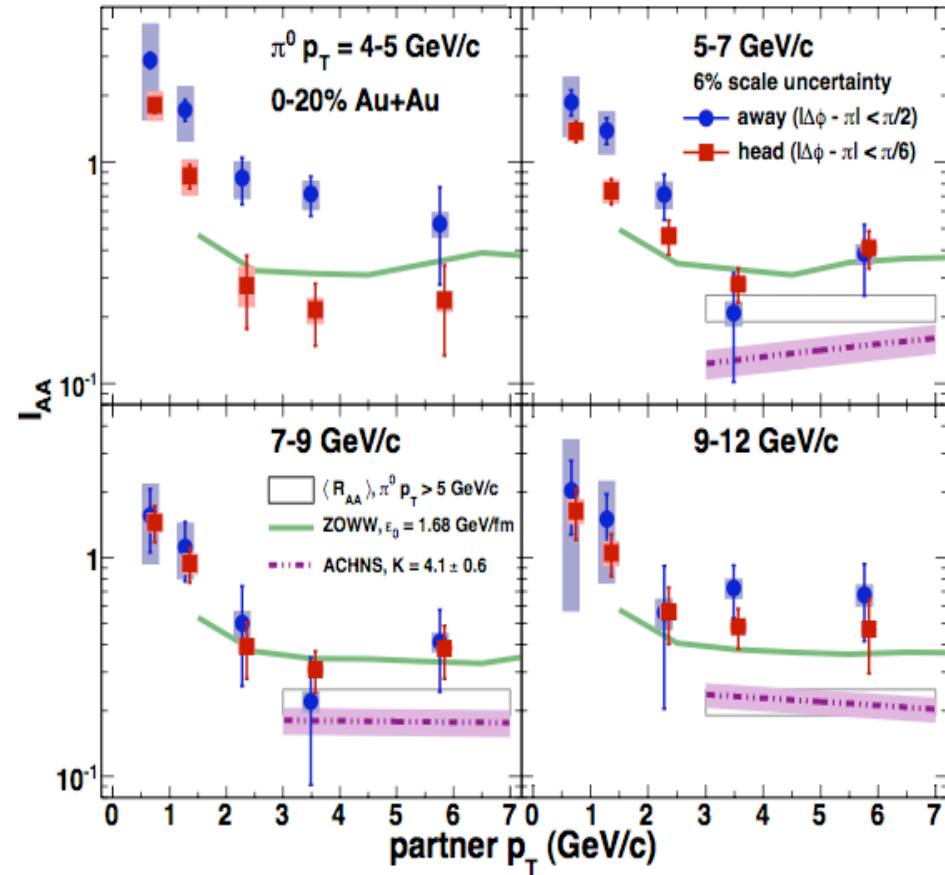 π⁰ p_T = 4-5 GeV/c
0-20% Au+Au
5-7 GeV/c
6% scale uncertainty
away (|Δϕ - π| < π/2)
head (|Δϕ - π| < π/6)
1
10⁻¹
I_AA
7-9 GeV/c
⟨R_AA⟩, π⁰ p_T > 5 GeV/c
ZOWW, ε₀ = 1.68 GeV/fm
ACHNS, K = 4.1 ± 0.6
9-12 GeV/c
1
10⁻¹
0 1 2 3 4 5 6 7
0 1 2 3 4 5 6 7
partner p_T (GeV/c)